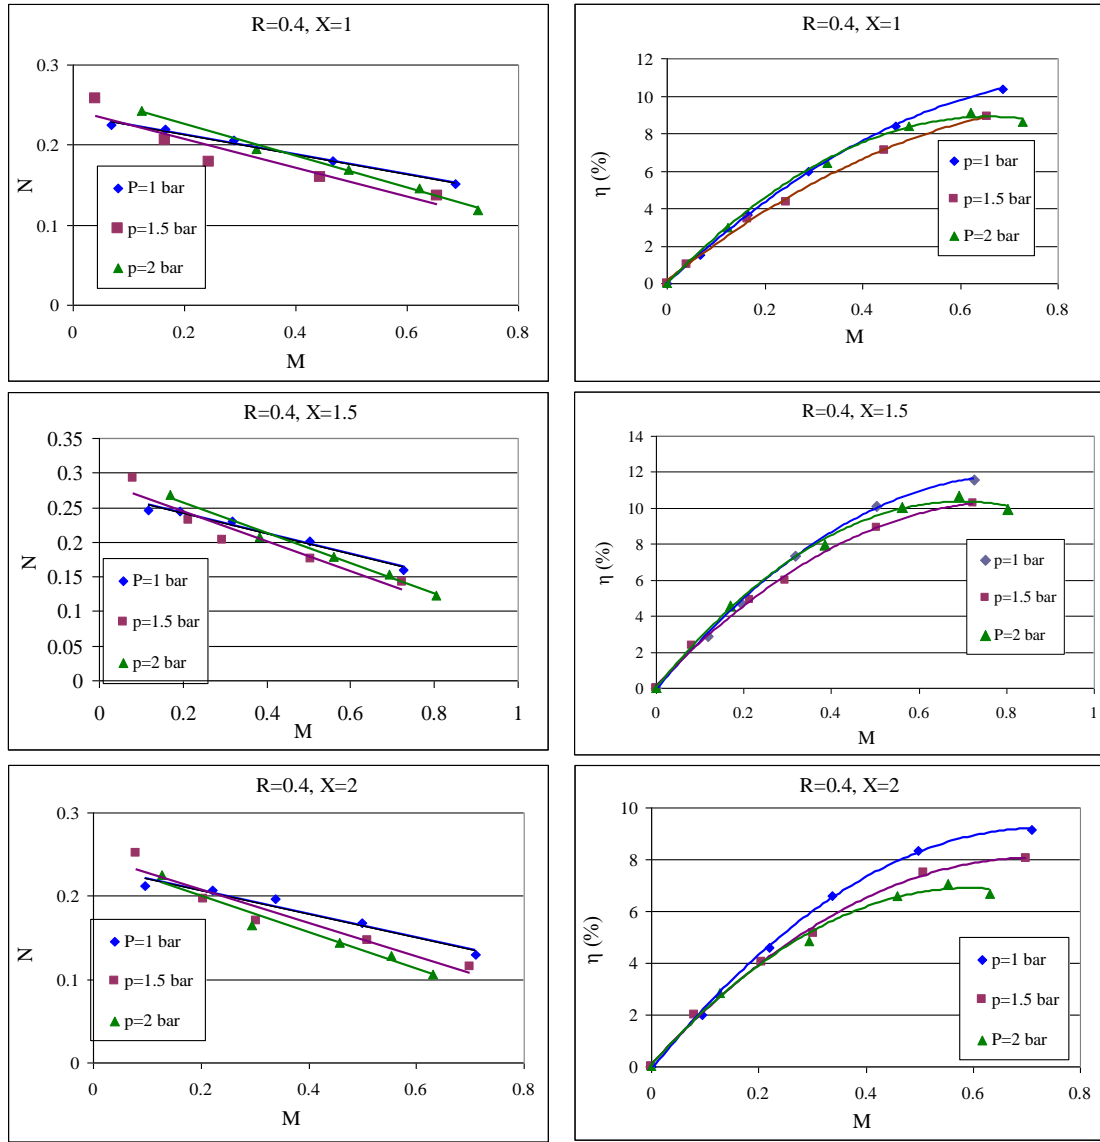 R=0.4, X=1
0.3
0.2
0.1
0
N
P=1 bar
p=1.5 bar
p=2 bar
0 0.2 0.4 0.6 0.8
M
R=0.4, X=1
12
10
8
6
4
2
0
η (%)
p=1 bar
p=1.5 bar
P=2 bar
0 0.2 0.4 0.6 0.8
M
R=0.4, X=1.5
0.35
0.3
0.25
0.2
0.15
0.1
0.05
0
N
P=1 bar
p=1.5 bar
p=2 bar
0 0.2 0.4 0.6 0.8 1
M
R=0.4, X=1.5
14
12
10
8
6
4
2
0
η (%)
p=1 bar
p=1.5 bar
P=2 bar
0 0.2 0.4 0.6 0.8 1
M
R=0.4, X=2
0.3
0.2
0.1
0
N
P=1 bar
p=1.5 bar
p=2 bar
0 0.2 0.4 0.6 0.8
M
R=0.4, X=2
10
8
6
4
2
0
η (%)
p=1 bar
p=1.5 bar
P=2 bar
0 0.2 0.4 0.6 0.8
M